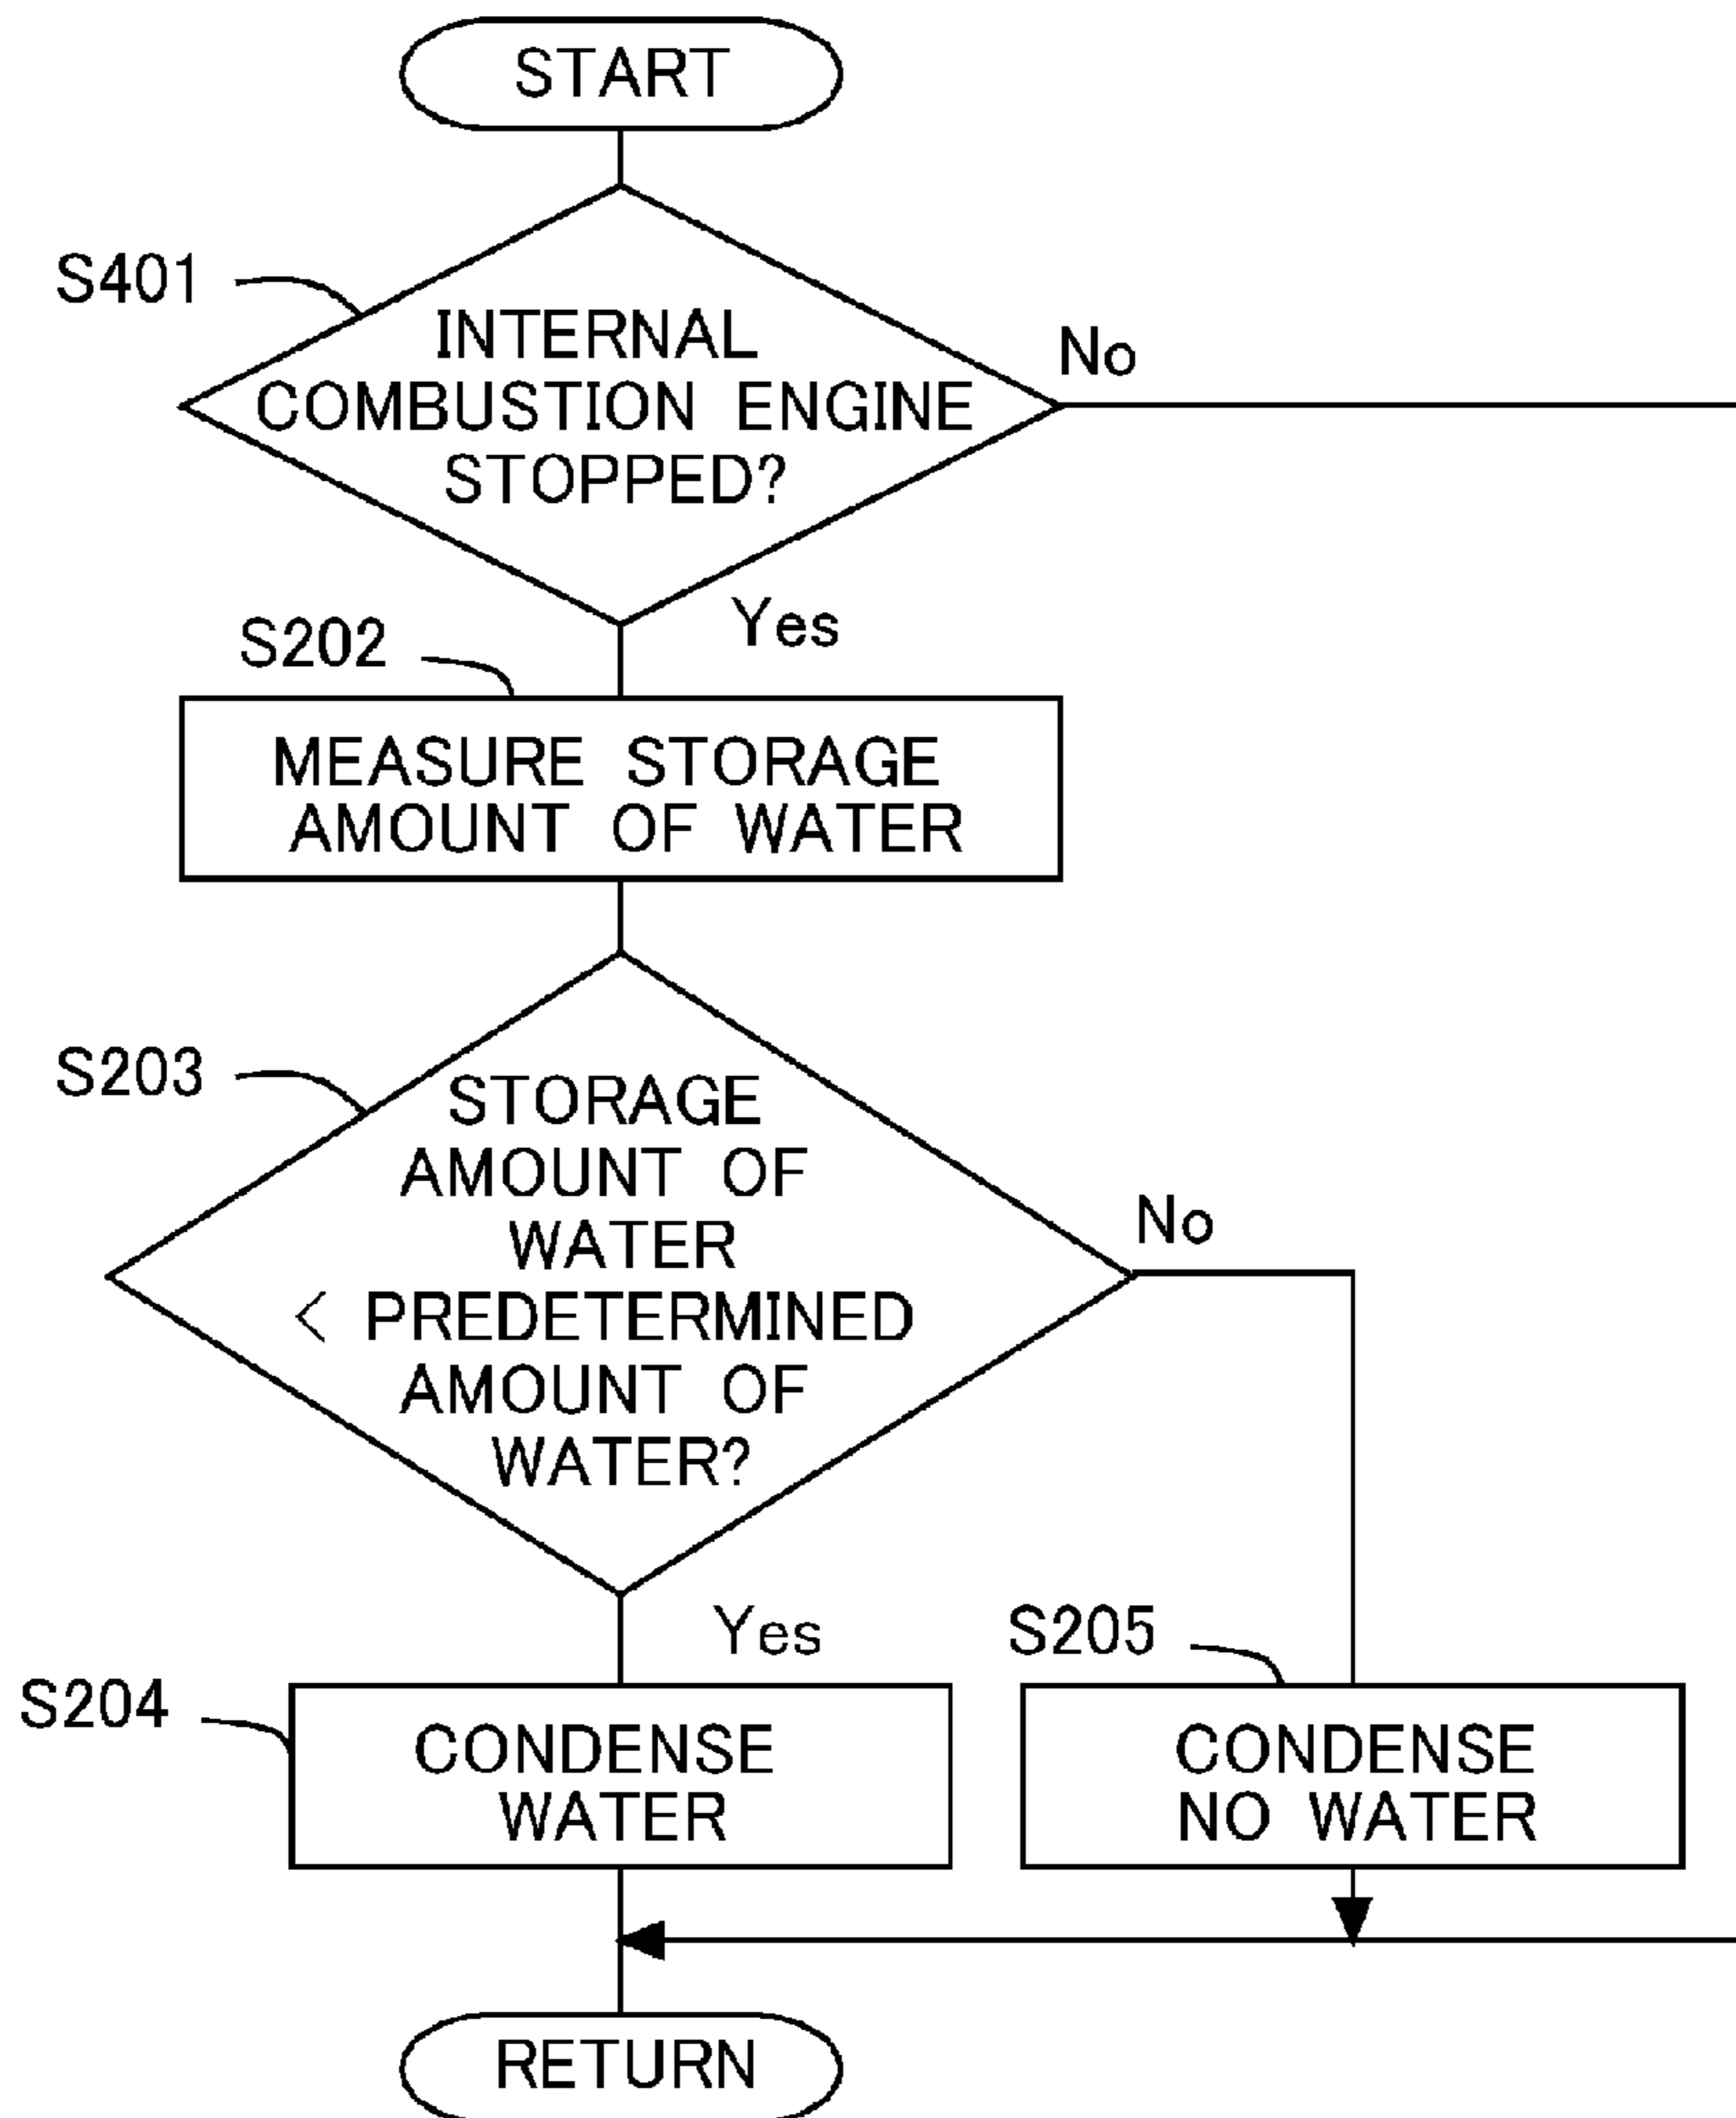 START
S401
INTERNAL
COMBUSTION ENGINE
STOPPED?
No
Yes
S202
MEASURE STORAGE
AMOUNT OF WATER
S203
STORAGE
AMOUNT OF
WATER
< PREDETERMINED
AMOUNT OF
WATER?
No
Yes
S204
CONDENSE
WATER
S205
CONDENSE
NO WATER
RETURN